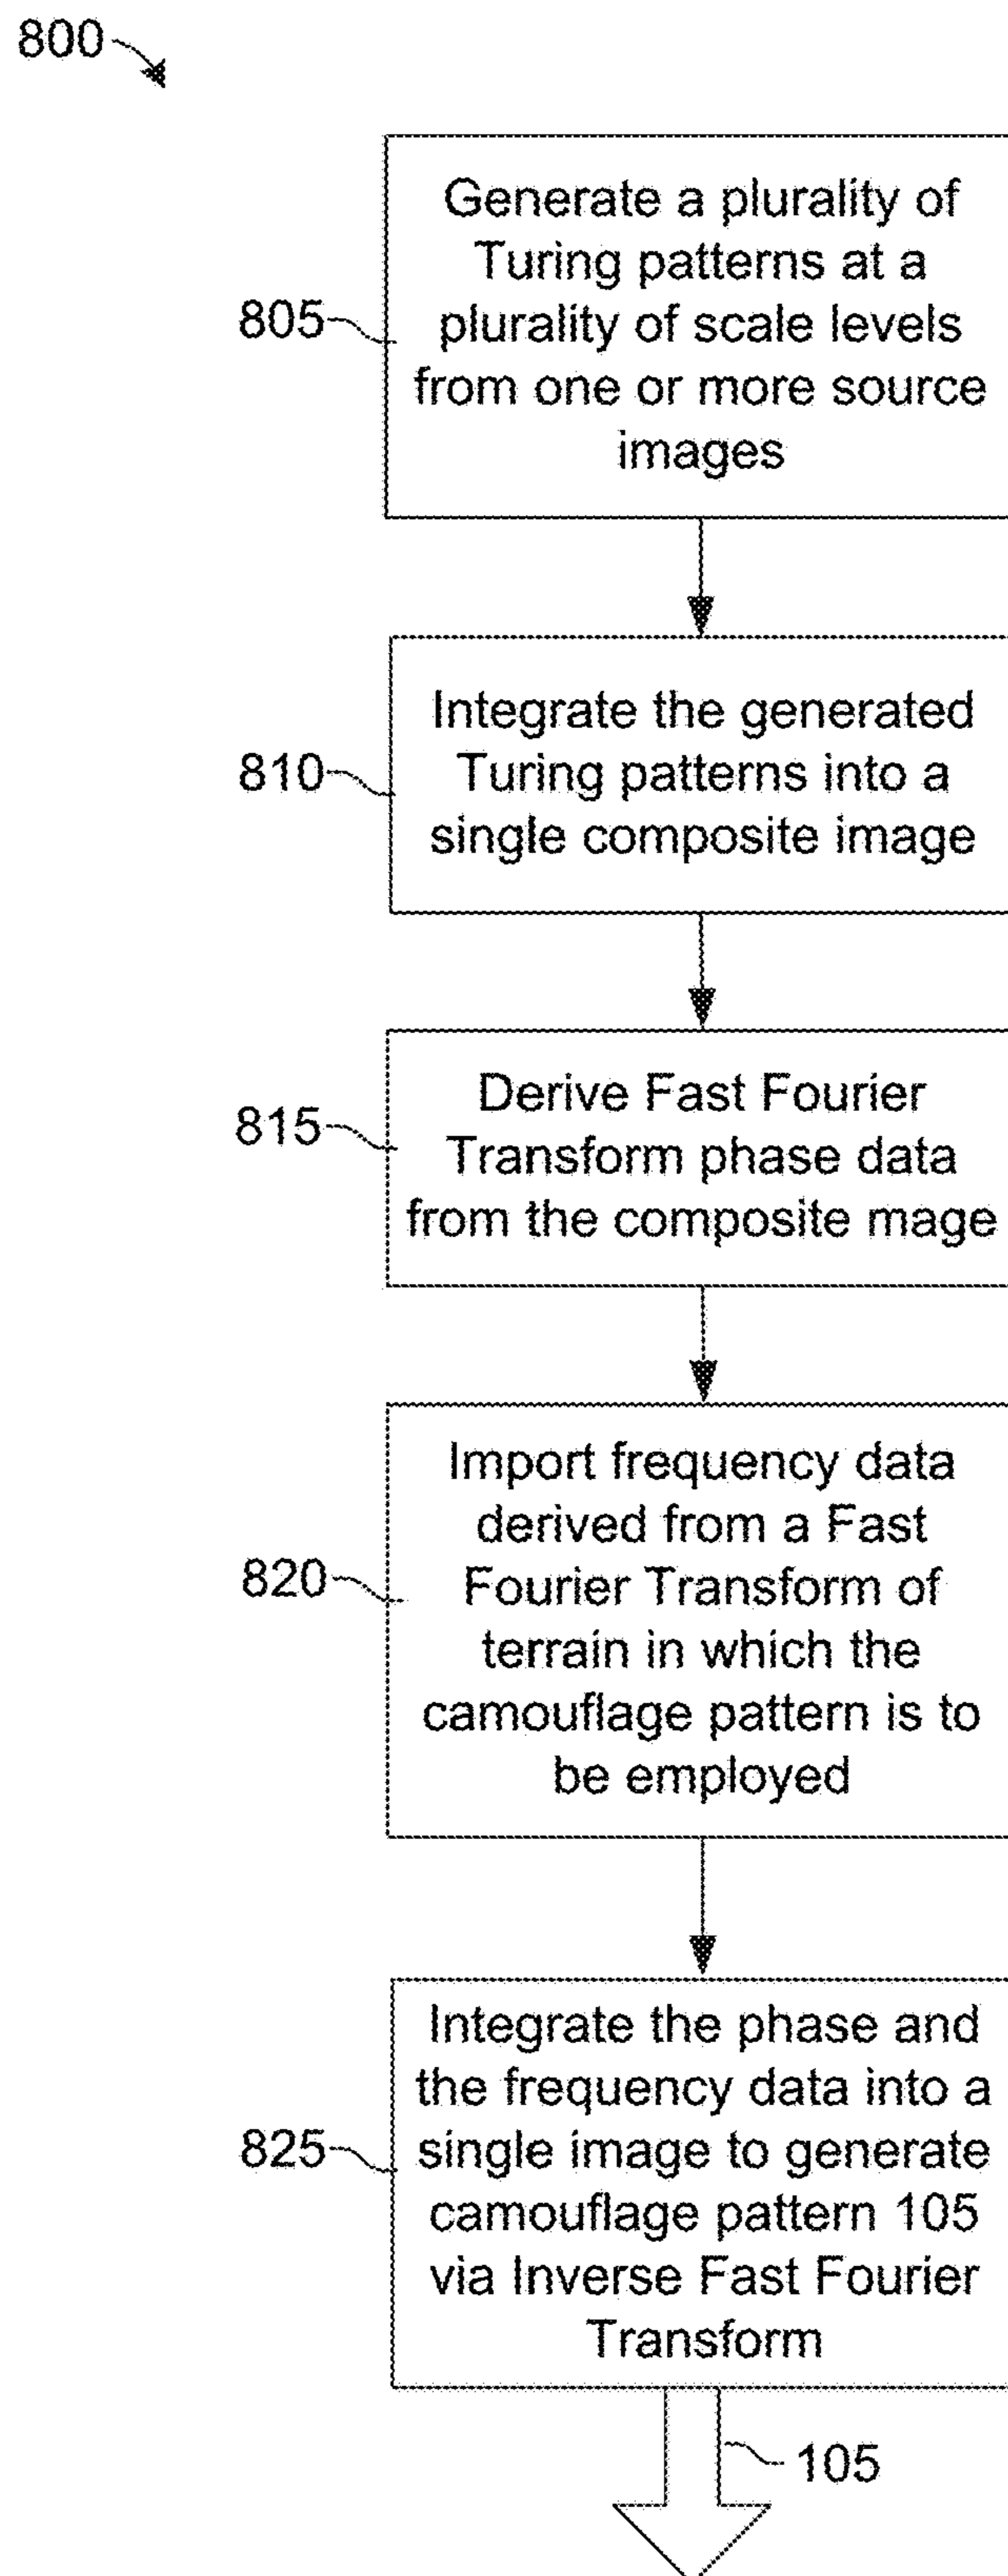 800
805
Generate a plurality of
Turing patterns at a
plurality of scale levels
from one or more source
images
810
Integrate the generated
Turing patterns into a
single composite image
815
Derive Fast Fourier
Transform phase data
from the composite mage
820
Import frequency data
derived from a Fast
Fourier Transform of
terrain in which the
camouflage pattern is to
be employed
825
Integrate the phase and
the frequency data into a
single image to generate
camouflage pattern 105
via Inverse Fast Fourier
Transform
105